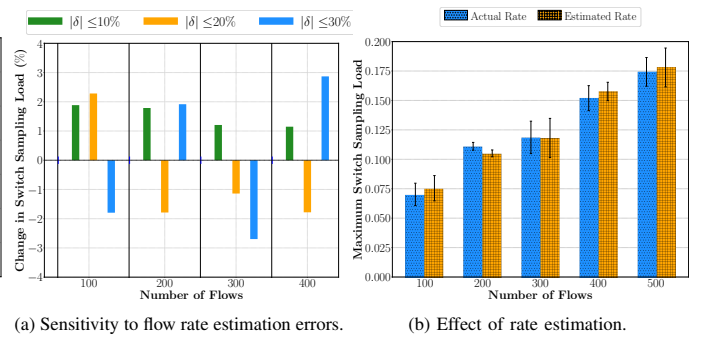 |δ| ≤10% |δ| ≤20% |δ| ≤30%
Change in Switch Sampling Load (%)
4
3
2
1
0
−1
−2
−3
−4
100 200 300 400
Number of Flows
(a) Sensitivity to flow rate estimation errors.
Actual Rate Estimated Rate
Maximum Switch Sampling Load
0.200
0.175
0.150
0.125
0.100
0.075
0.050
0.025
0.000
100 200 300 400 500
Number of Flows
(b) Effect of rate estimation.